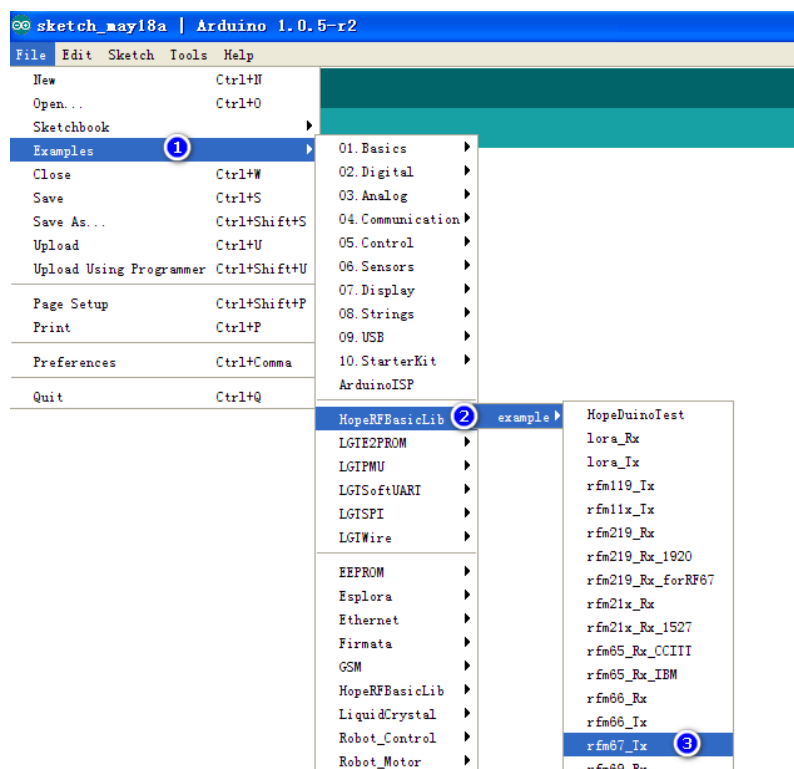 sketch_may18a | Arduino 1.0.5-r2
File Edit Sketch Tools Help
New Ctrl+N
Open... Ctrl+O
Sketchbook
Examples 1
Close Ctrl+W
Save Ctrl+S
Save As... Ctrl+Shift+S
Upload Ctrl+U
Upload Using Programmer Ctrl+Shift+U
Page Setup Ctrl+Shift+P
Print Ctrl+P
Preferences Ctrl+Comma
Quit Ctrl+Q
01.Basics
02.Digital
03.Analog
04.Communication
05.Control
06.Sensors
07.Display
08.Strings
09.USB
10.StarterKit
ArduinoISP
HopeRFBasicLib 2
LGTE2PROM
LGTPMU
LGTSoftUART
LGTSPI
LGTWire
EEPROM
Esplora
Ethernet
Firmata
GSM
HopeRFBasicLib
LiquidCrystal
Robot_Control
Robot_Motor
example
HopeDuinoTest
lora_Rx
lora_Tx
rfm119_Tx
rfm11x_Tx
rfm219_Rx
rfm219_Rx_1920
rfm219_Rx_forRF67
rfm21x_Rx
rfm21x_Rx_1527
rfm65_Rx_CCITI
rfm65_Rx_IBM
rfm66_Rx
rfm66_Tx
rfm67_Tx 3